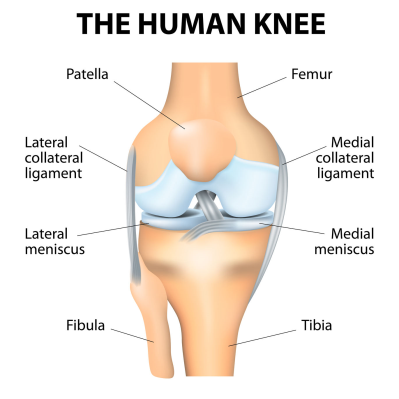 THE HUMAN KNEE
Patella
Femur
Lateral
collateral
ligament
Medial
collateral
ligament
Lateral
meniscus
Medial
meniscus
Fibula
Tibia